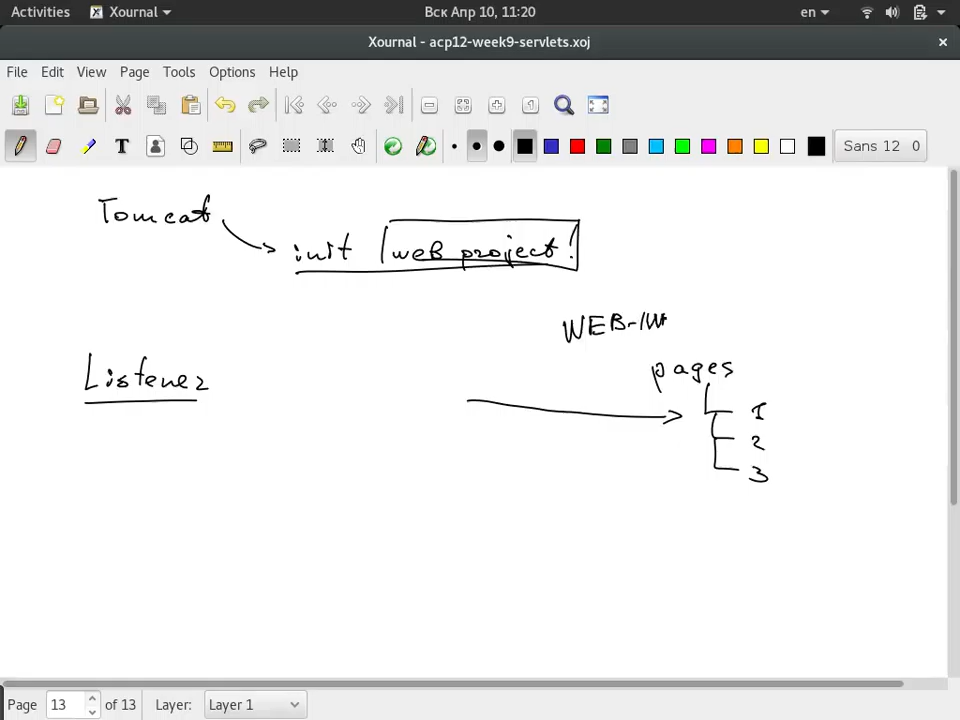 Activities Xournal Вск Апр 10, 11:20 en
Xournal - acp12-week9-servlets.xoj
File Edit View Page Tools Options Help
Sans 12 0
Tomcat
init web project!
WEB-IN
pages
Listener
1
2
3
Page 13 of 13 Layer: Layer 1